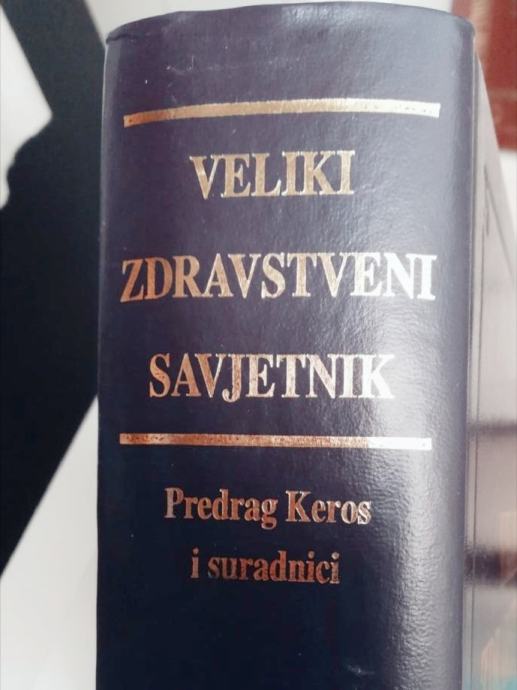 VELIKI
ZDRAVSTVENI
SAVJETNIK
Predrag Keros
i suradnici